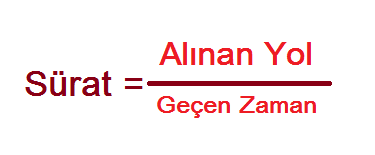 Alınan Yol
Sürat =
Geçen Zaman